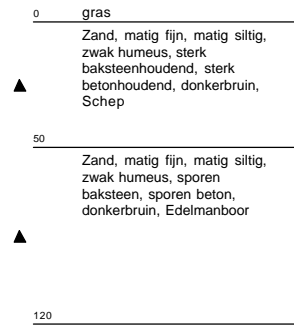 0 gras
Zand, matig fijn, matig siltig,
zwak humeus, sterk
baksteenhoudend, sterk
betonhoudend, donkerbruin,
Schep
50
Zand, matig fijn, matig siltig,
zwak humeus, sporen
baksteen, sporen beton,
donkerbruin, Edelmanboor
120